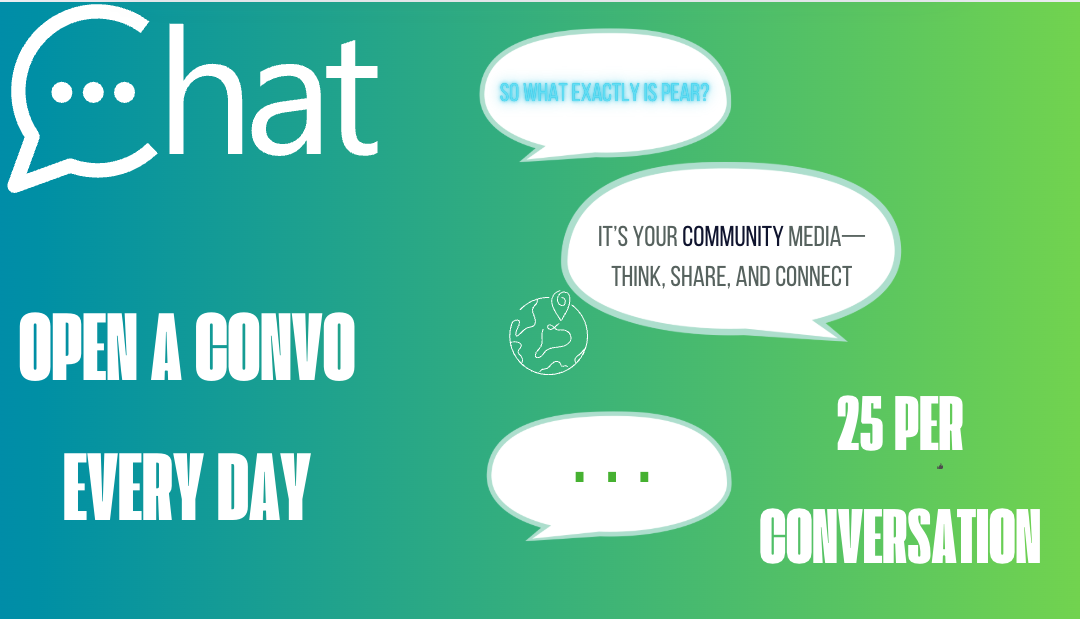 Chat
SO WHAT EXACTLY IS PEAR?
IT'S YOUR COMMUNITY MEDIA—
THINK, SHARE, AND CONNECT
OPEN A CONVO
EVERY DAY
...
25 PER
CONVERSATION